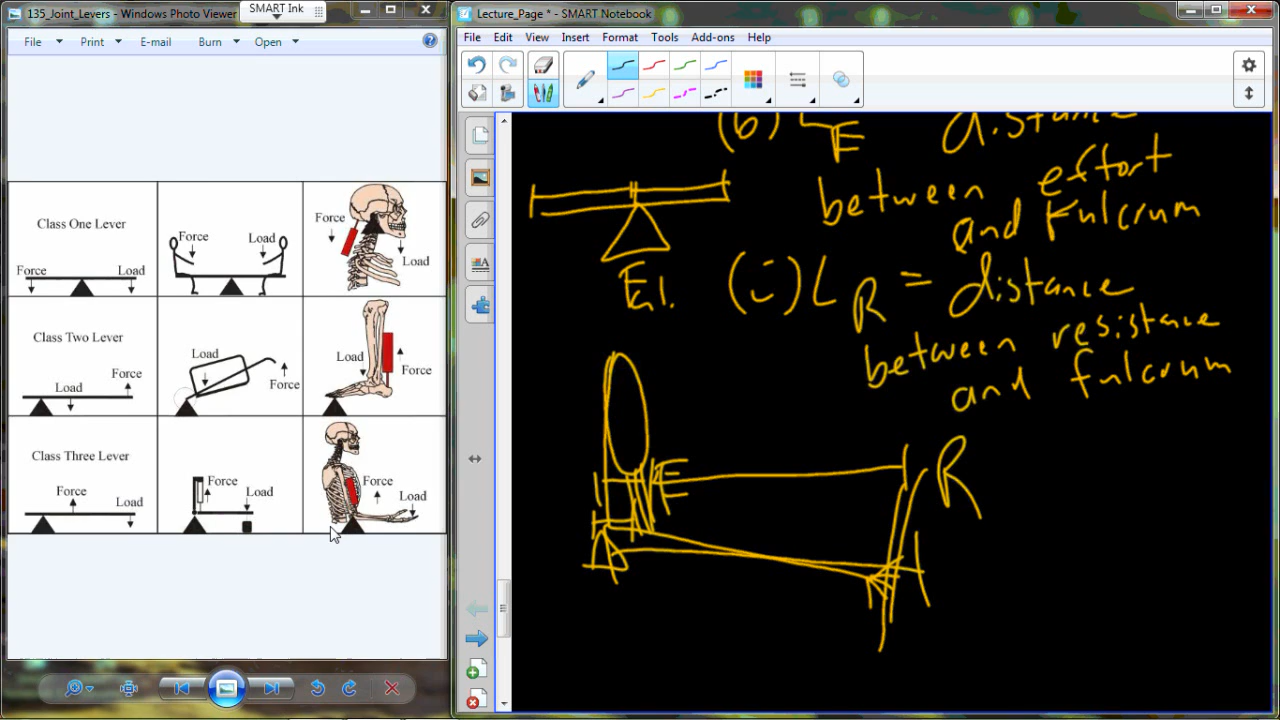 135_Joint_Levers - Windows Photo Viewer
SMART Ink
File Print E-mail Burn Open
Class One Lever
Force
Load
Force
Load
Force
Load
Class Two Lever
Load
Force
Load
Force
Load
Force
Class Three Lever
Force
Load
Force
Load
Force
Load
Lecture_Page * - SMART Notebook
File Edit View Insert Format Tools Add-ons Help
(b) L E distance
between effort
and Fulcrum
(c) L R = distance
between resistance
and fulcrum
E
R